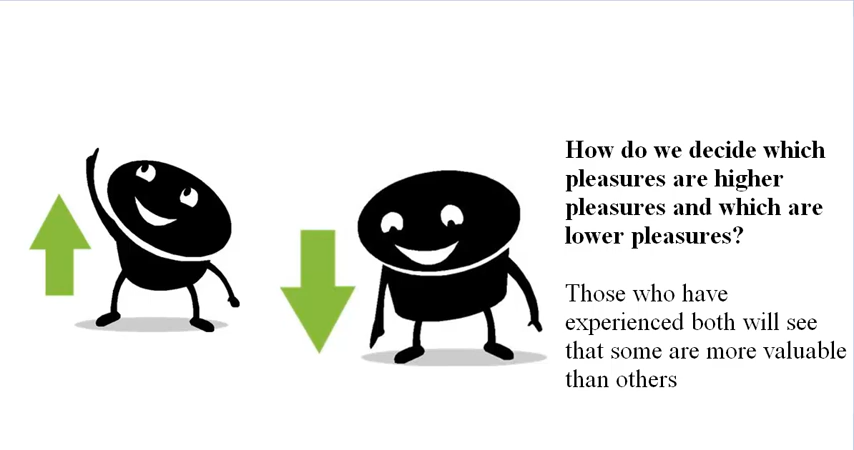 How do we decide which
pleasures are higher
pleasures and which are
lower pleasures?
Those who have
experienced both will see
that some are more valuable
than others